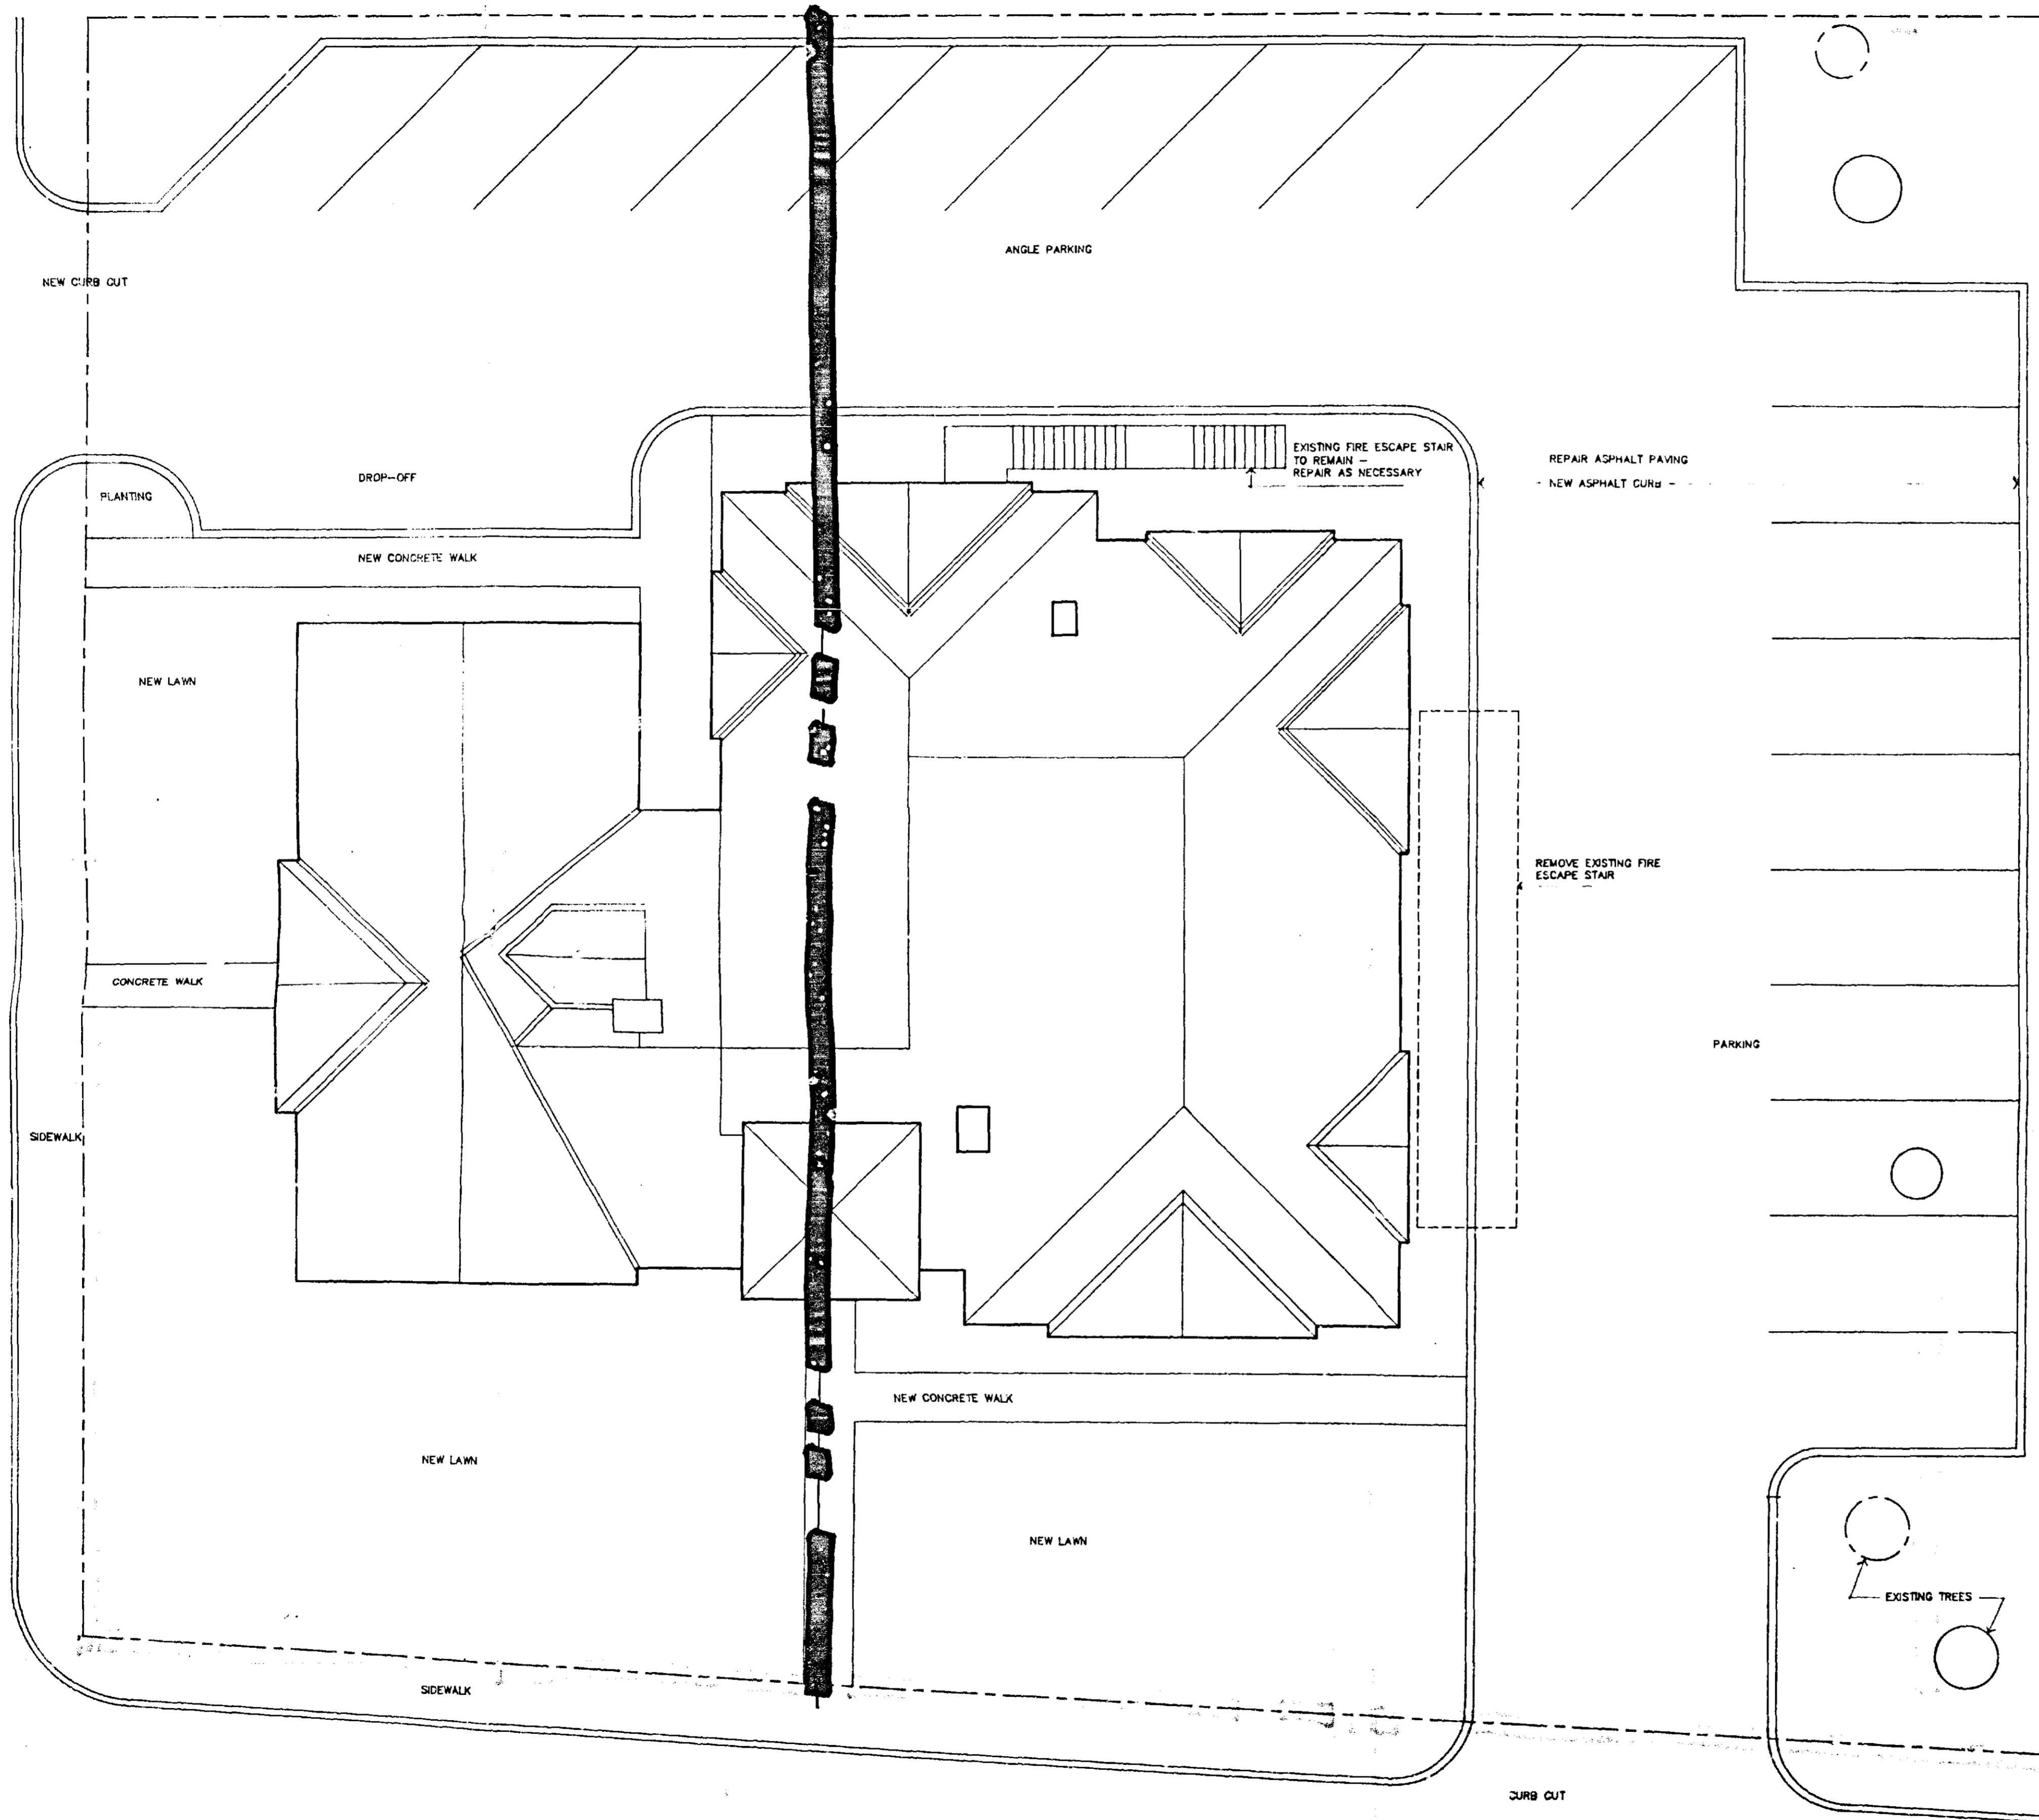 ANGLE PARKING
NEW CURB CUT
EXISTING FIRE ESCAPE STAIR
TO REMAIN -
REPAIR AS NECESSARY
REPAIR ASPHALT PAVING
NEW ASPHALT CURB
DROP-OFF
PLANTING
NEW CONCRETE WALK
NEW LAWN
REMOVE EXISTING FIRE
ESCAPE STAIR
CONCRETE WALK
PARKING
SIDEWALK
NEW CONCRETE WALK
NEW LAWN
NEW LAWN
EXISTING TREES
SIDEWALK
CURB CUT